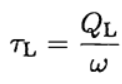 τ_L = Q_L / ω